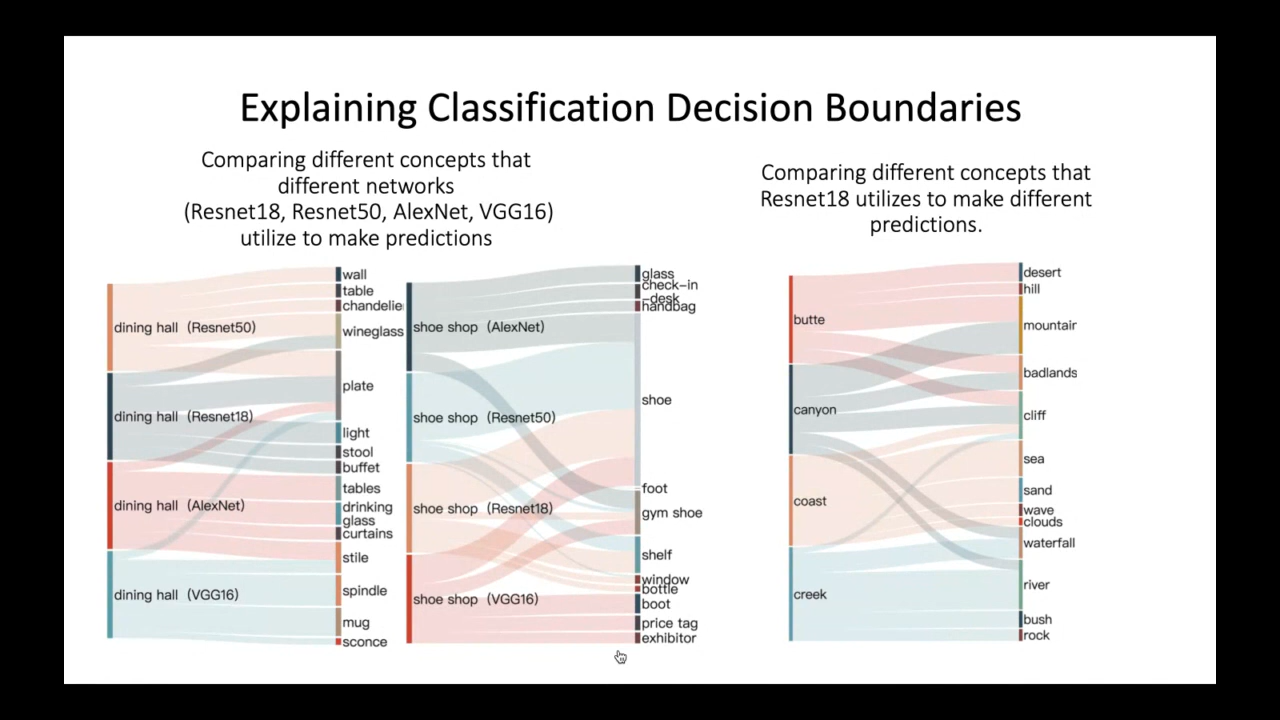 Explaining Classification Decision Boundaries
Comparing different concepts that
different networks
(Resnet18, Resnet50, AlexNet, VGG16)
utilize to make predictions
Comparing different concepts that
Resnet18 utilizes to make different
predictions.
dining hall (Resnet50)
dining hall (Resnet18)
dining hall (AlexNet)
dining hall (VGG16)
wall
table
chandelie
wineglass
plate
light
stool
buffet
tables
drinking
glass
curtains
stile
spindle
mug
sconce
shoe shop (AlexNet)
shoe shop (Resnet50)
shoe shop (Resnet18)
shoe shop (VGG16)
glass
check-in
-desk
handbag
shoe
foot
gym shoe
shelf
window
bottle
boot
price tag
exhibitor
butte
canyon
coast
creek
desert
hill
mountair
badlands
cliff
sea
sand
wave
clouds
waterfall
river
bush
rock